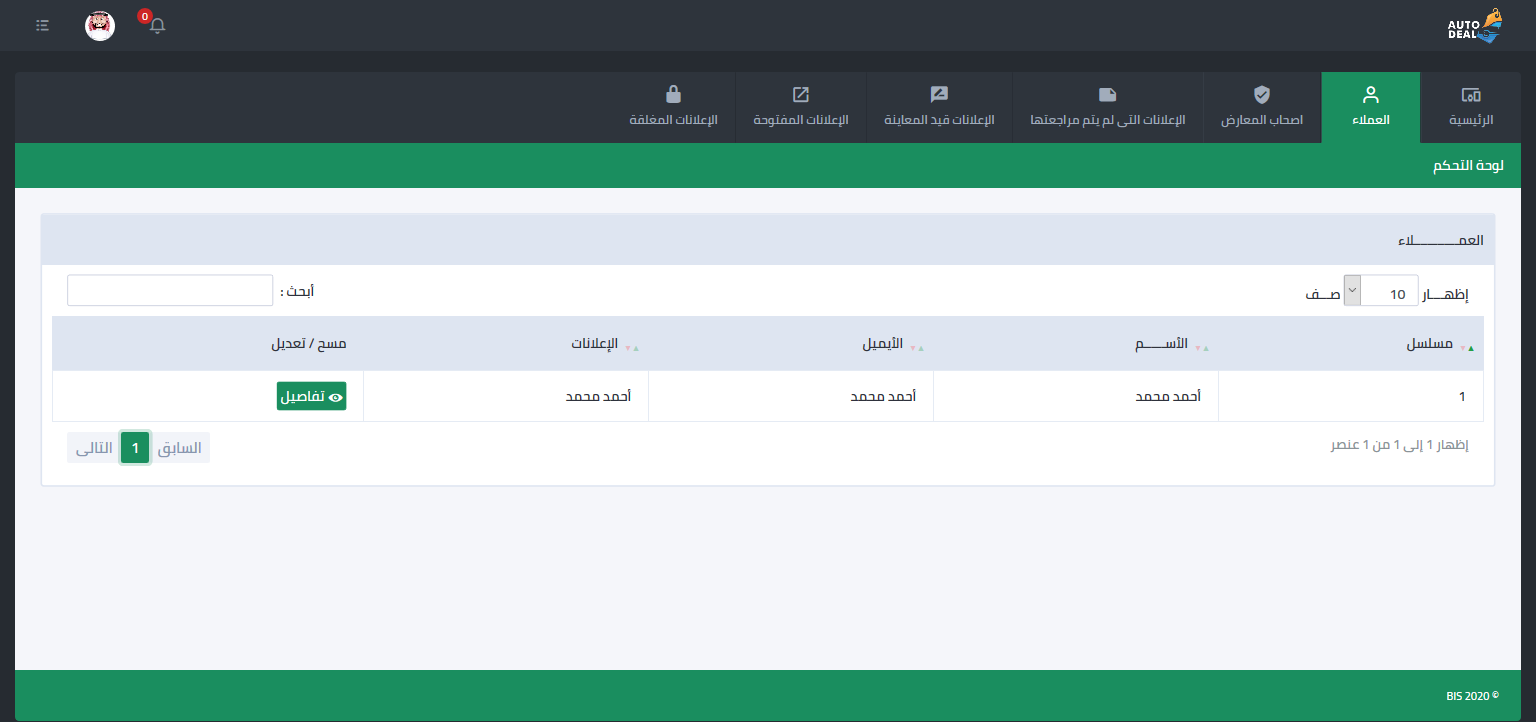 AUTO
DEAL
0
الرئيسية
العملاء
اصحاب المعارض
الإعلانات التى لم يتم مراجعتها
الإعلانات قيد المعاينة
الإعلانات المفتوحة
الإعلانات المغلقة
لوحة التحكم
العمـــــــــــلاء
إظهـــار 10 صـــف
أبحث :
مسلسل
الأســــــم
الأيميل
الإعلانات
مسح / تعديل
1
أحمد محمد
أحمد محمد
أحمد محمد
تفاصيل
إظهار 1 إلى 1 من 1 عنصر
السابق
1
التالى
© BIS 2020